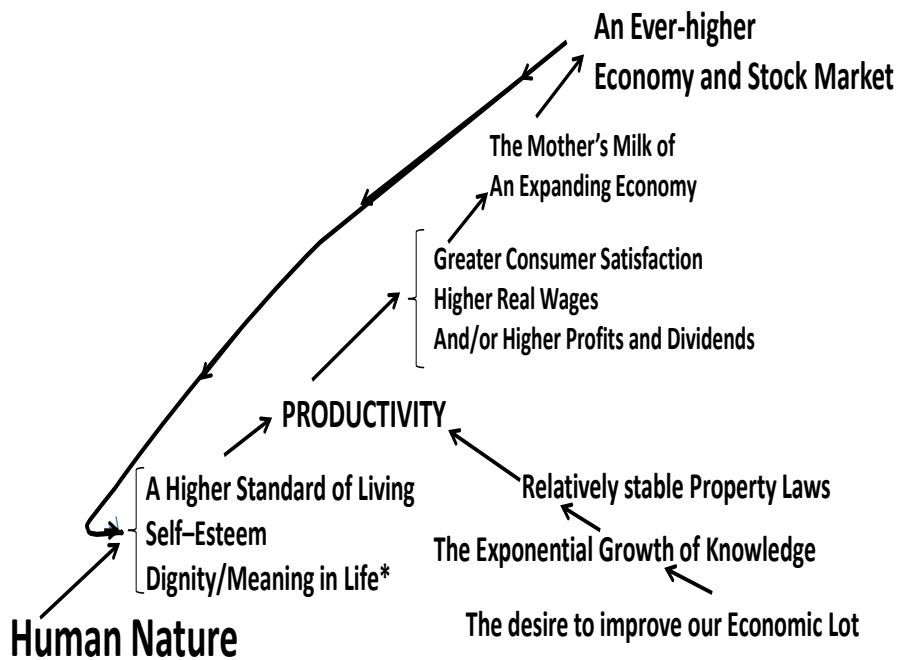 An Ever-higher
Economy and Stock Market
The Mother’s Milk of
An Expanding Economy
Greater Consumer Satisfaction
Higher Real Wages
And/or Higher Profits and Dividends
PRODUCTIVITY
A Higher Standard of Living
Self–Esteem
Dignity/Meaning in Life*
Human Nature
Relatively stable Property Laws
The Exponential Growth of Knowledge
The desire to improve our Economic Lot